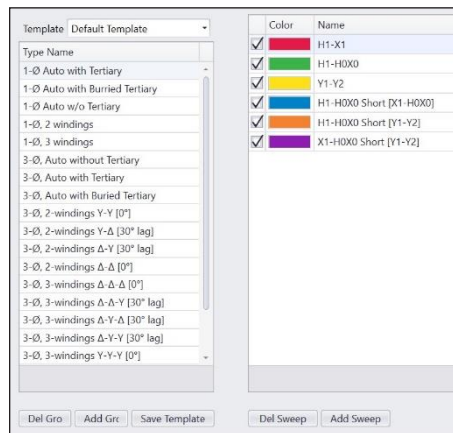 Template Default Template
Type Name
1-Ø Auto with Tertiary
1-Ø Auto with Burried Tertiary
1-Ø Auto w/o Tertiary
1-Ø, 2 windings
1-Ø, 3 windings
3-Ø, Auto without Tertiary
3-Ø, Auto with Tertiary
3-Ø, Auto with Buried Tertiary
3-Ø, 2-windings Y-Y [0°]
3-Ø, 2-windings Y-Δ [30° lag]
3-Ø, 2-windings Δ-Y [30° lag]
3-Ø, 2-windings Δ-Δ [0°]
3-Ø, 3-windings Δ-Δ-Δ [0°]
3-Ø, 3-windings Δ-Δ-Y [30° lag]
3-Ø, 3-windings Δ-Y-Δ [30° lag]
3-Ø, 3-windings Δ-Y-Y [30° lag]
3-Ø, 3-windings Y-Y-Y [0°]
Del Gro Add Grc Save Template
Color Name
H1-X1
H1-H0X0
Y1-Y2
H1-H0X0 Short [X1-H0X0]
H1-H0X0 Short [Y1-Y2]
X1-H0X0 Short [Y1-Y2]
Del Sweep Add Sweep